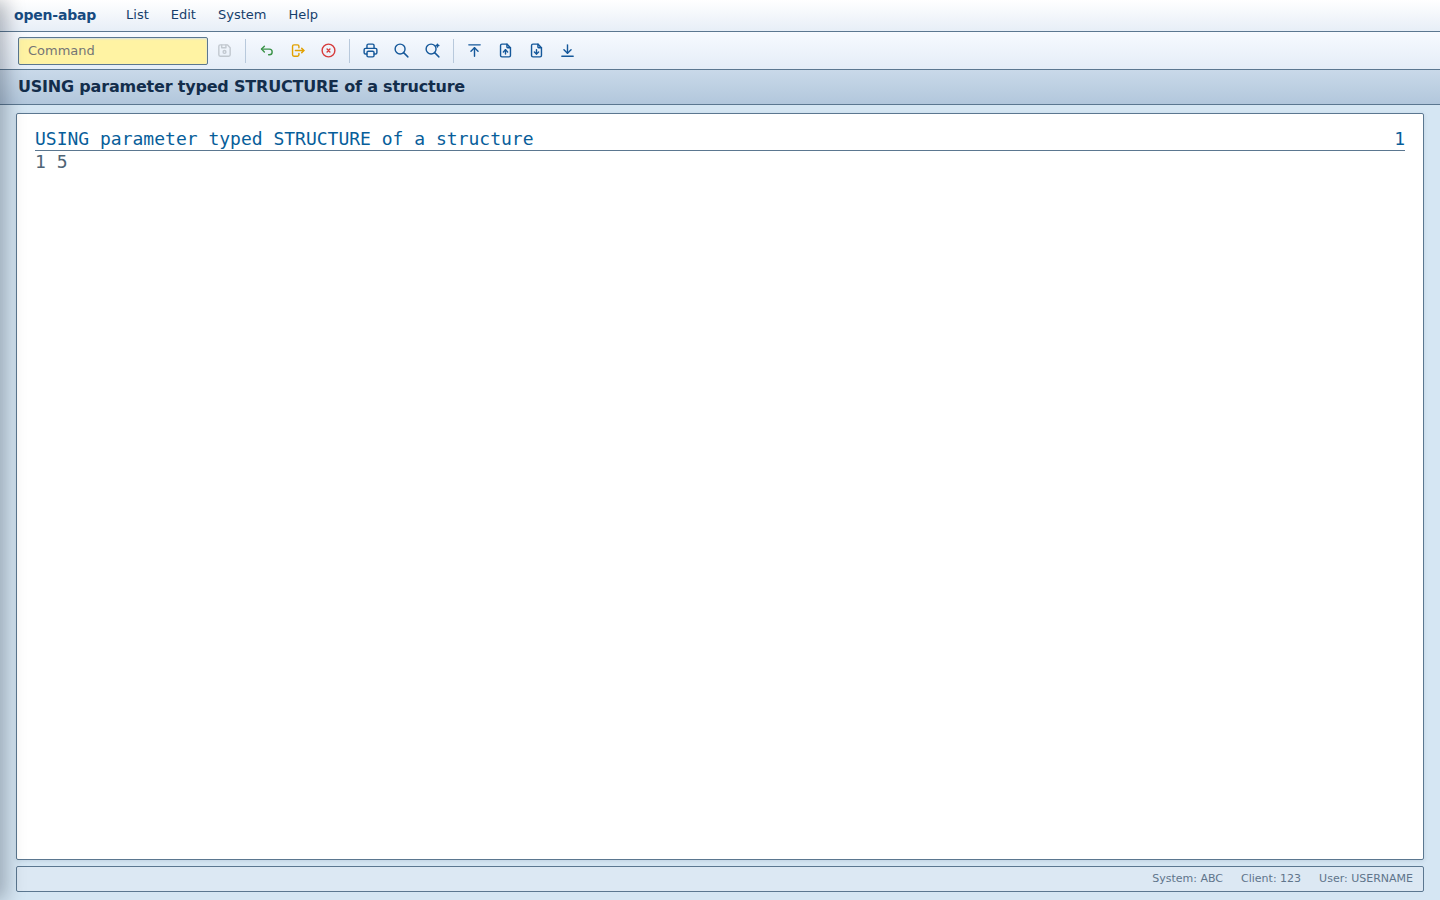 open-abap List Edit System Help
Command
USING parameter typed STRUCTURE of a structure
USING parameter typed STRUCTURE of a structure 1
1 5
System: ABC Client: 123 User: USERNAME